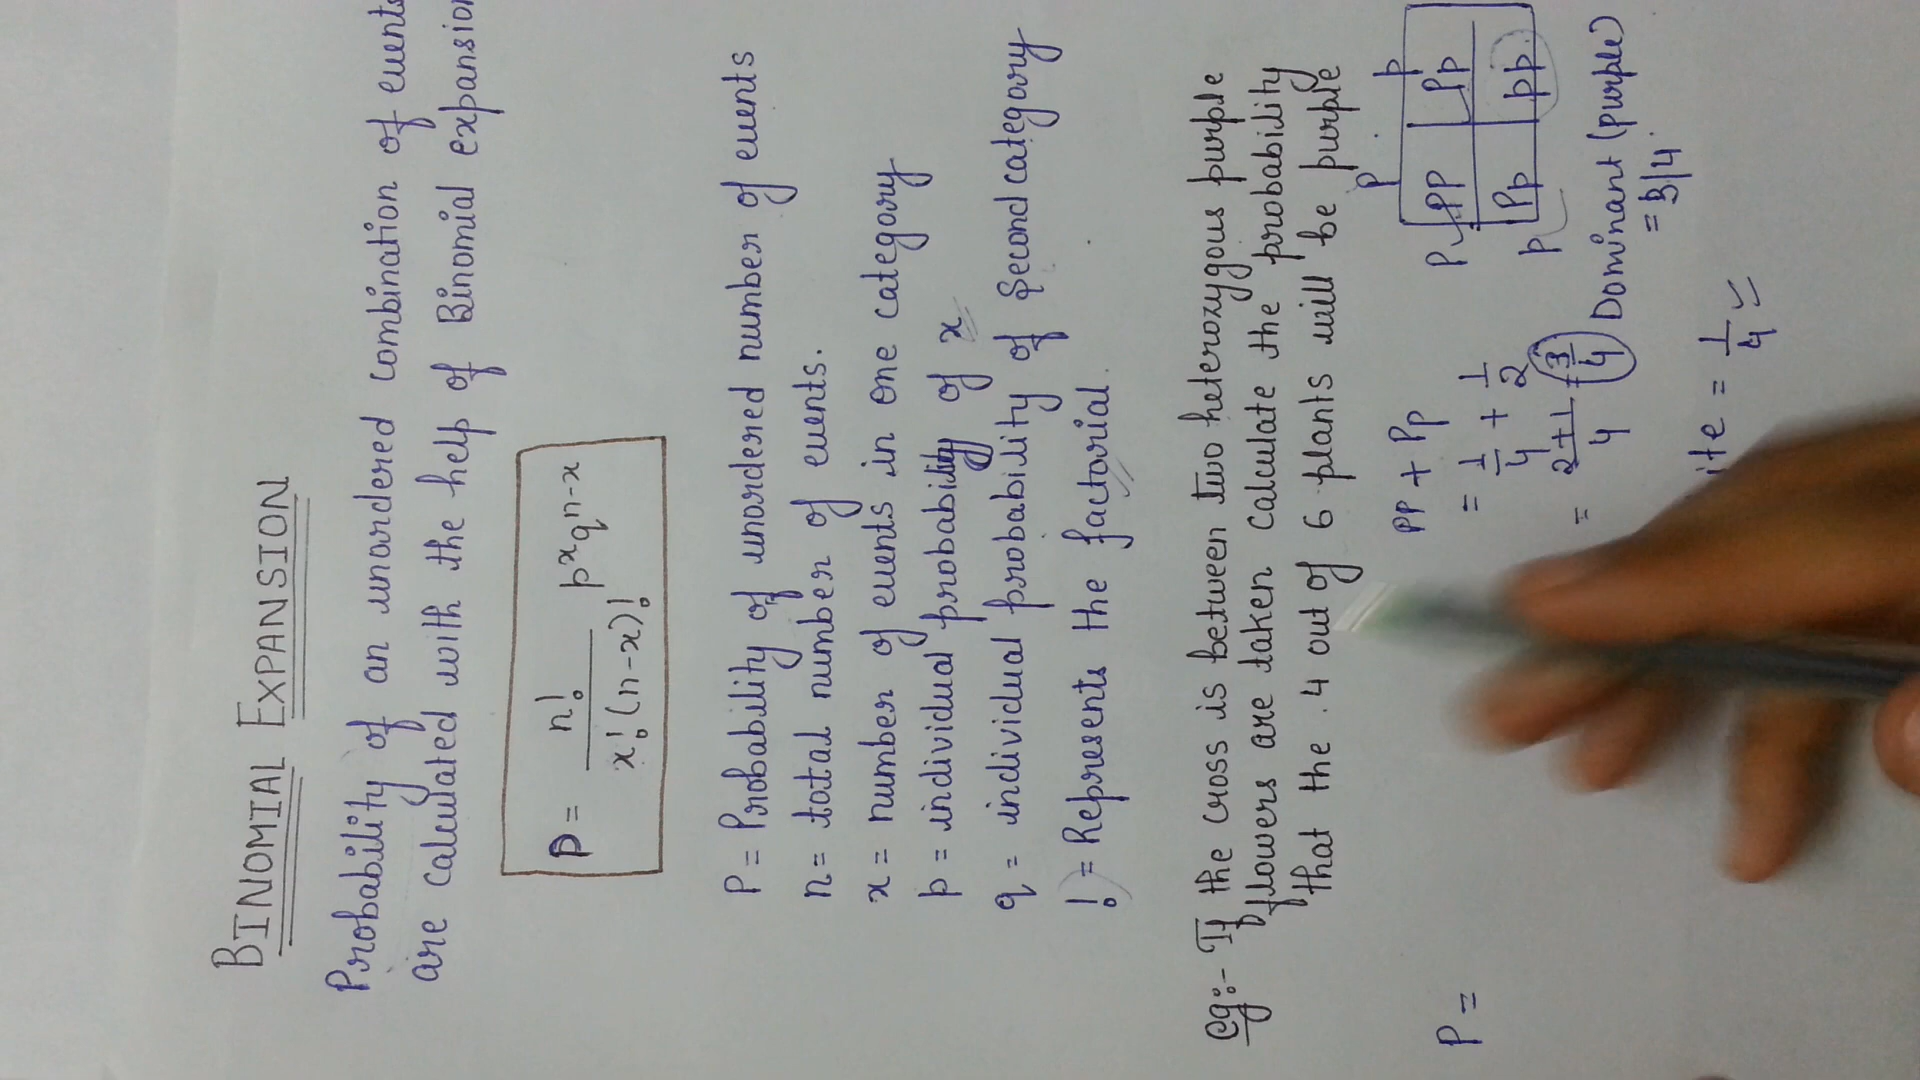 BINOMIAL EXPANSION
Probability of an unordered combination of events
are calculated with the help of Binomial expansion
P = n! / x!(n-x)! p^x q^n-x
P = Probability of unordered number of events
n = total number of events.
x = number of events in one category
p = individual probability of x
q = individual probability of second category
! = Represents the factorial.
eg:- If the cross is between two heterozygous purple
flowers are taken calculate the probability
that the 4 out of 6 plants will be purple
P =
PP + Pp
= 1/4 + 1/2
= 2+1/4 = 3/4
P p
P PP Pp
p Pp pp
Dominant (purple)
= 3/4.
ite = 1/4